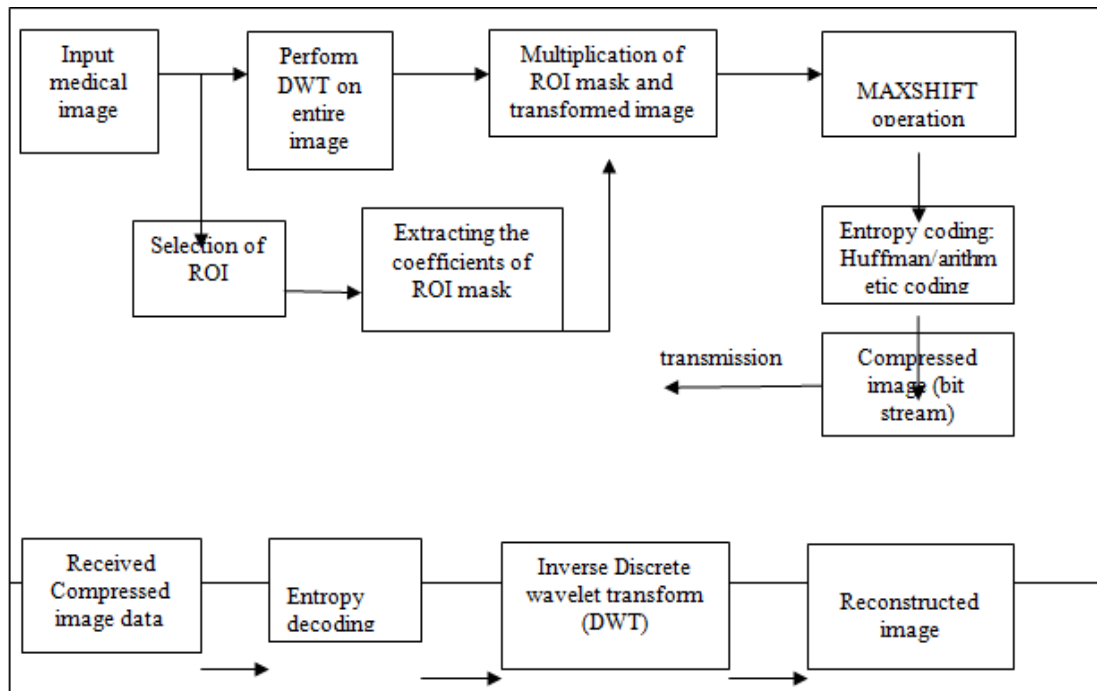 Input
medical
image
Perform
DWT on
entire
image
Multiplication of
ROI mask and
transformed image
MAXSHIFT
operation
Selection of
ROI
Extracting the
coefficients of
ROI mask
Entropy coding:
Huffman/arithm
etic coding
transmission
Compressed
image (bit
stream)
Received
Compressed
image data
Entropy
decoding
Inverse Discrete
wavelet transform
(DWT)
Reconstructed
image